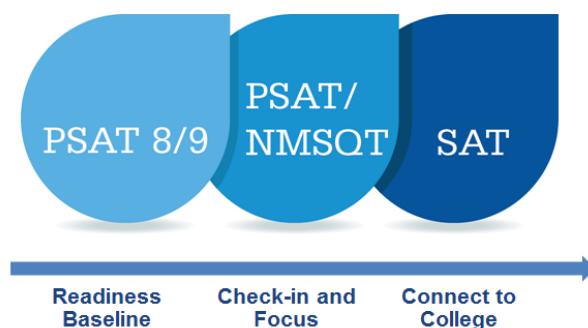 PSAT 8/9
PSAT/
NMSQT
SAT
Readiness
Baseline
Check-in and
Focus
Connect to
College